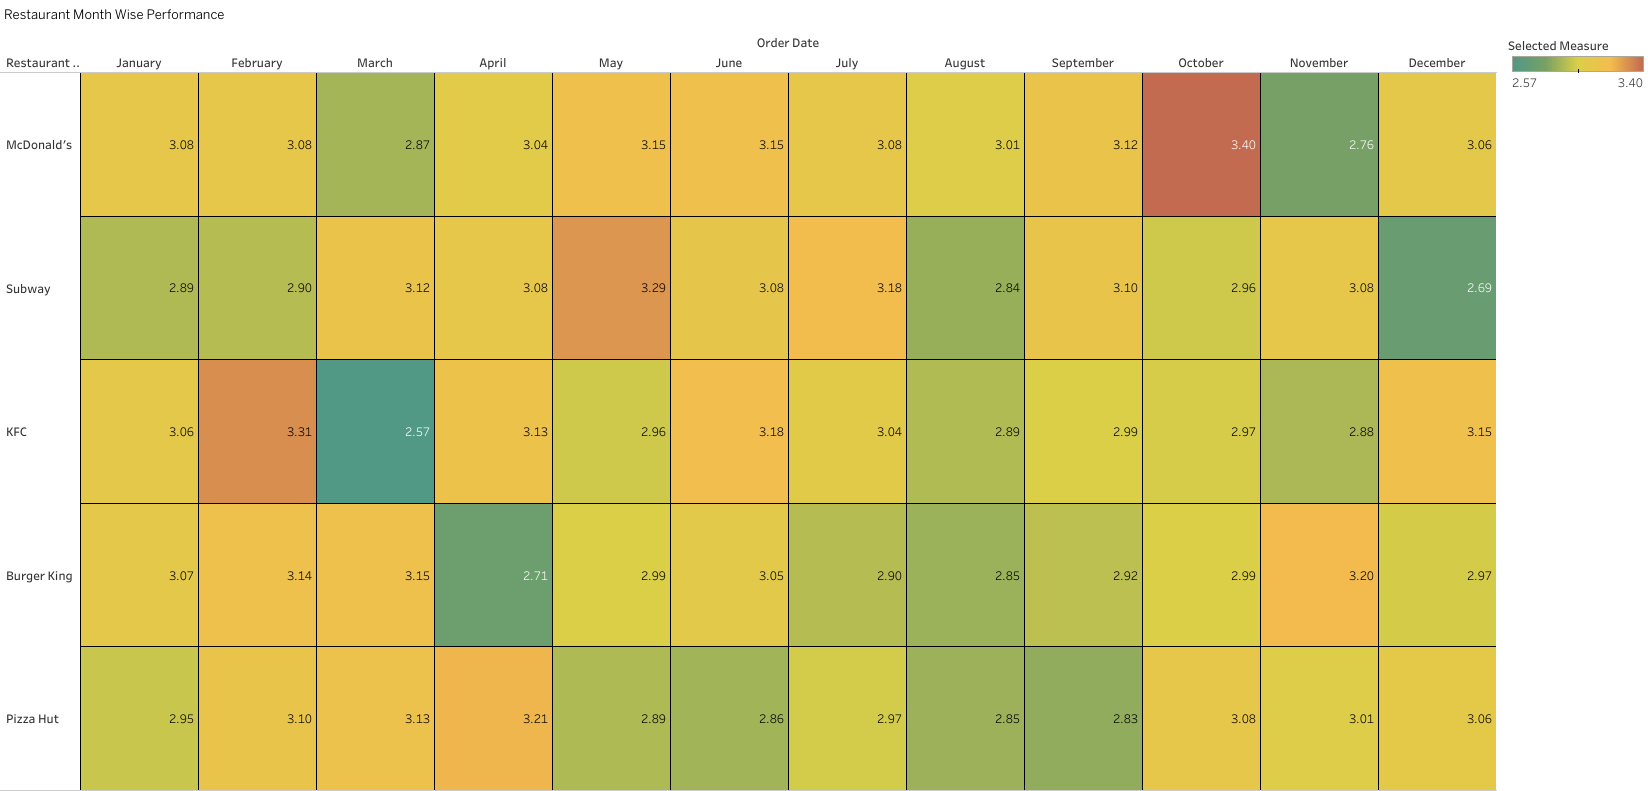 Restaurant Month Wise Performance
Order Date
Selected Measure
Restaurant .. January February March April May June July August September October November December
2.57 3.40
McDonald's 3.08 3.08 2.87 3.04 3.15 3.15 3.08 3.01 3.12 3.40 2.76 3.06
Subway 2.89 2.90 3.12 3.08 3.29 3.08 3.18 2.84 3.10 2.96 3.08 2.69
KFC 3.06 3.31 2.57 3.13 2.96 3.18 3.04 2.89 2.99 2.97 2.88 3.15
Burger King 3.07 3.14 3.15 2.71 2.99 3.05 2.90 2.85 2.92 2.99 3.20 2.97
Pizza Hut 2.95 3.10 3.13 3.21 2.89 2.86 2.97 2.85 2.83 3.08 3.01 3.06